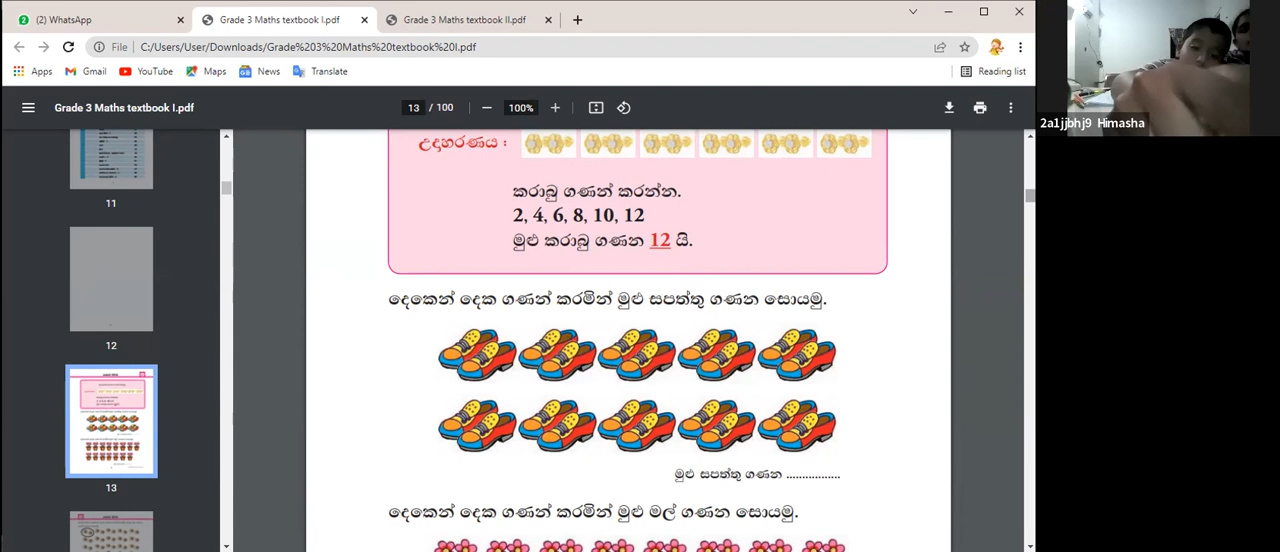 2 (2) WhatsApp
Grade 3 Maths textbook I.pdf
Grade 3 Maths textbook II.pdf
File C:/Users/User/Downloads/Grade%203%20Maths%20textbook%20I.pdf
Apps Gmail YouTube Maps News Translate Reading list
Grade 3 Maths textbook I.pdf 13 / 100 100%
2a1jjbhj9 Himasha
11
12
13
උදාහරණය :
කරාබු ගණන් කරන්න.
2, 4, 6, 8, 10, 12
මුළු කරාබු ගණන 12 යි.
දෙකෙන් දෙක ගණන් කරමින් මුළු සපත්තු ගණන සොයමු.
මුළු සපත්තු ගණන .................
දෙකෙන් දෙක ගණන් කරමින් මුළු මල් ගණන සොයමු.